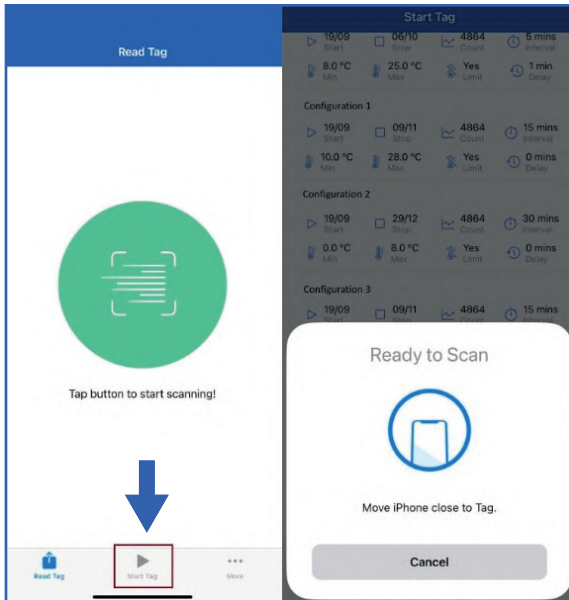 Read Tag
Tap button to start scanning!
Read Tag
Start Tag
More
Start Tag
19/09 06/10 4864 5 mins
Start Stop Count Interval
8.0 °C 25.0 °C Yes 1 min
Min Max Limit Delay
Configuration 1
19/09 09/11 4864 15 mins
Start Stop Count Interval
10.0 °C 28.0 °C Yes 0 mins
Min Max Limit Delay
Configuration 2
19/09 29/12 4864 30 mins
Start Stop Count Interval
0.0 °C 8.0 °C Yes 0 mins
Min Max Limit Delay
Configuration 3
19/09 09/11 4864 15 mins
Start Stop Count Interval
Ready to Scan
Move iPhone close to Tag.
Cancel